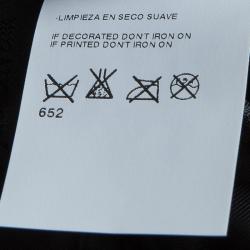 -LIMPIEZA EN SECO SUAVE
IF DECORATED DON'T IRON ON
IF PRINTED DON'T IRON ON
652